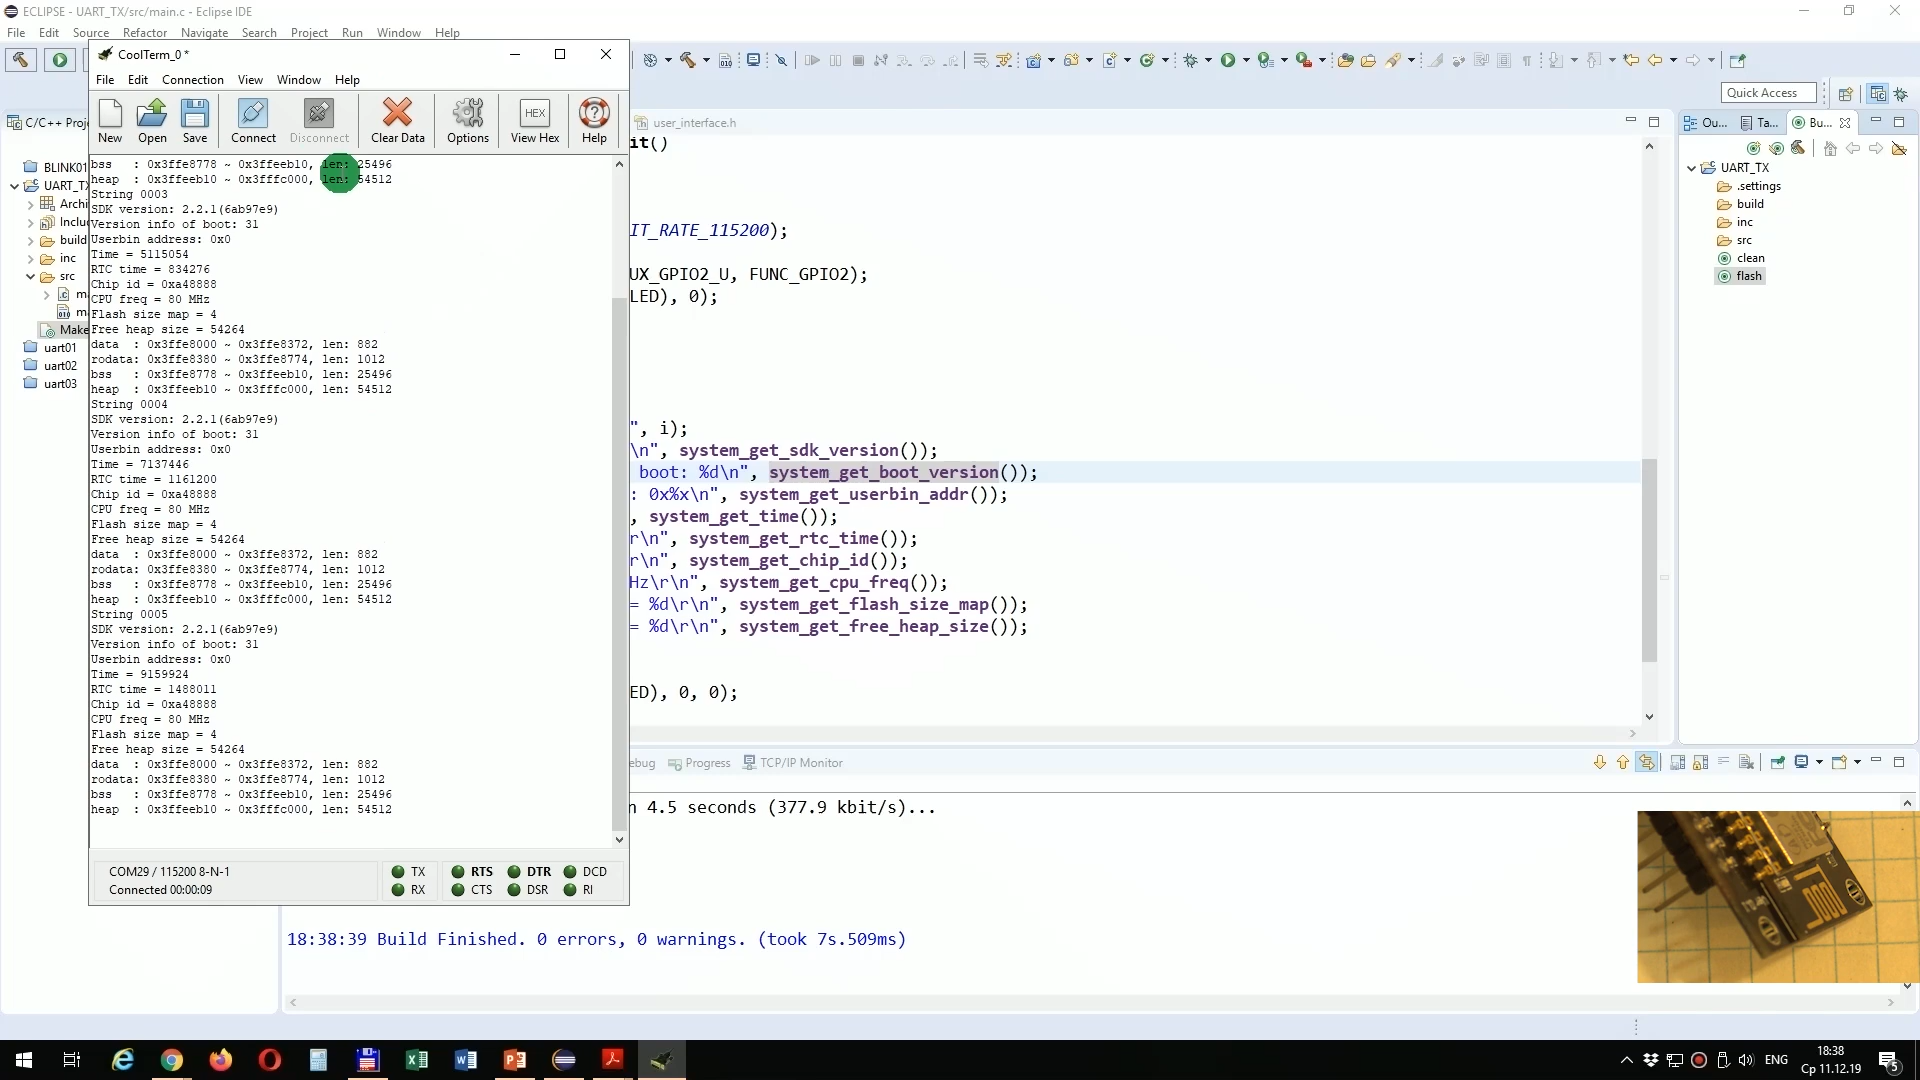 ECLIPSE - UART_TX/src/main.c - Eclipse IDE
File Edit Source Refactor Navigate Search Project Run Window Help
CoolTerm_0 *
File Edit Connection View Window Help
New Open Save Connect Disconnect Clear Data Options HEX View Hex Help
Quick Access
C/C++ Proj
BLINK01
UART_TX
Archi
Inclu
build
inc
src
m
m
Make
uart01
uart02
uart03
bss   : 0x3ffe8778 ~ 0x3ffeeb10, len: 25496
heap  : 0x3ffeeb10 ~ 0x3fffc000, len: 54512
String 0003
SDK version: 2.2.1(6ab97e9)
Version info of boot: 31
Userbin address: 0x0
Time = 5115054
RTC time = 834276
Chip id = 0xa48888
CPU freq = 80 MHz
Flash size map = 4
Free heap size = 54264
data  : 0x3ffe8000 ~ 0x3ffe8372, len: 882
rodata: 0x3ffe8380 ~ 0x3ffe8774, len: 1012
bss   : 0x3ffe8778 ~ 0x3ffeeb10, len: 25496
heap  : 0x3ffeeb10 ~ 0x3fffc000, len: 54512
String 0004
SDK version: 2.2.1(6ab97e9)
Version info of boot: 31
Userbin address: 0x0
Time = 7137446
RTC time = 1161200
Chip id = 0xa48888
CPU freq = 80 MHz
Flash size map = 4
Free heap size = 54264
data  : 0x3ffe8000 ~ 0x3ffe8372, len: 882
rodata: 0x3ffe8380 ~ 0x3ffe8774, len: 1012
bss   : 0x3ffe8778 ~ 0x3ffeeb10, len: 25496
heap  : 0x3ffeeb10 ~ 0x3fffc000, len: 54512
String 0005
SDK version: 2.2.1(6ab97e9)
Version info of boot: 31
Userbin address: 0x0
Time = 9159924
RTC time = 1488011
Chip id = 0xa48888
CPU freq = 80 MHz
Flash size map = 4
Free heap size = 54264
data  : 0x3ffe8000 ~ 0x3ffe8372, len: 882
rodata: 0x3ffe8380 ~ 0x3ffe8774, len: 1012
bss   : 0x3ffe8778 ~ 0x3ffeeb10, len: 25496
heap  : 0x3ffeeb10 ~ 0x3fffc000, len: 54512
COM29 / 115200 8-N-1
Connected 00:00:09
TX RTS DTR DCD
RX CTS DSR RI
user_interface.h
it()
IT_RATE_115200);
UX_GPIO2_U, FUNC_GPIO2);
LED), 0);
", i);
\n", system_get_sdk_version());
boot: %d\n", system_get_boot_version());
: 0x%x\n", system_get_userbin_addr());
, system_get_time());
r\n", system_get_rtc_time());
r\n", system_get_chip_id());
Hz\r\n", system_get_cpu_freq());
= %d\r\n", system_get_flash_size_map());
= %d\r\n", system_get_free_heap_size());
ED), 0, 0);
Ou... Ta... Bu...
UART_TX
.settings
build
inc
src
clean
flash
ebug Progress TCP/IP Monitor
n 4.5 seconds (377.9 kbit/s)...
18:38:39 Build Finished. 0 errors, 0 warnings. (took 7s.509ms)
ENG
18:38
Ср 11.12.19
5